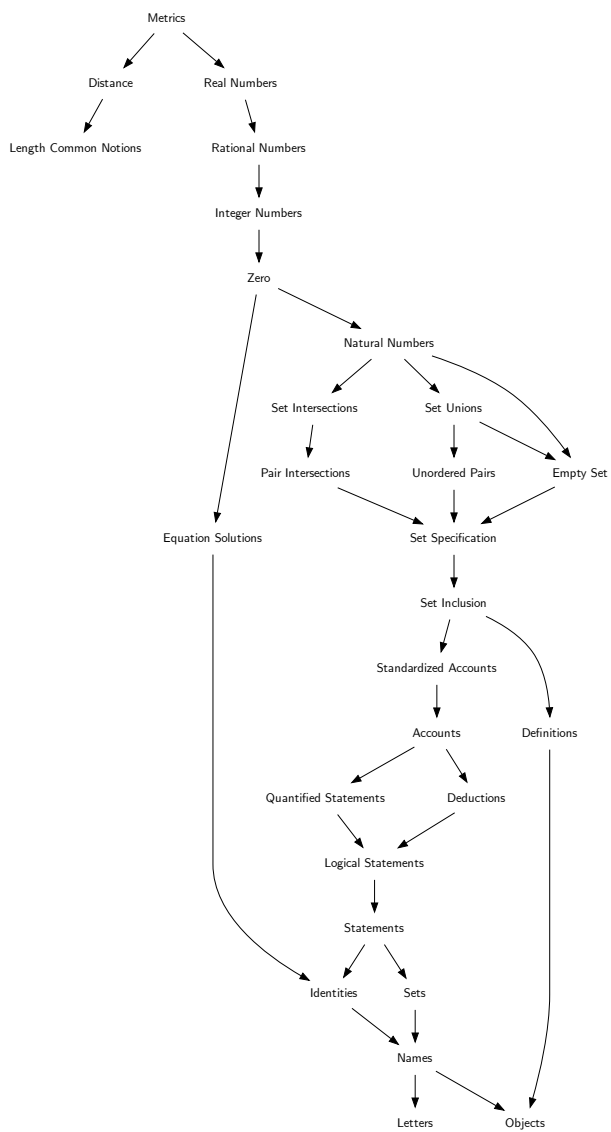 Metrics
Distance
Real Numbers
Length Common Notions
Rational Numbers
Integer Numbers
Zero
Natural Numbers
Set Intersections
Set Unions
Pair Intersections
Unordered Pairs
Empty Set
Equation Solutions
Set Specification
Set Inclusion
Standardized Accounts
Accounts
Definitions
Quantified Statements
Deductions
Logical Statements
Statements
Identities
Sets
Names
Letters
Objects